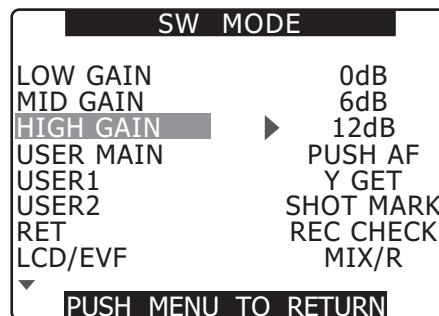 SW MODE
LOW GAIN 0dB
MID GAIN 6dB
HIGH GAIN 12dB
USER MAIN PUSH AF
USER1 Y GET
USER2 SHOT MARK
RET REC CHECK
LCD/EVF MIX/R
PUSH MENU TO RETURN